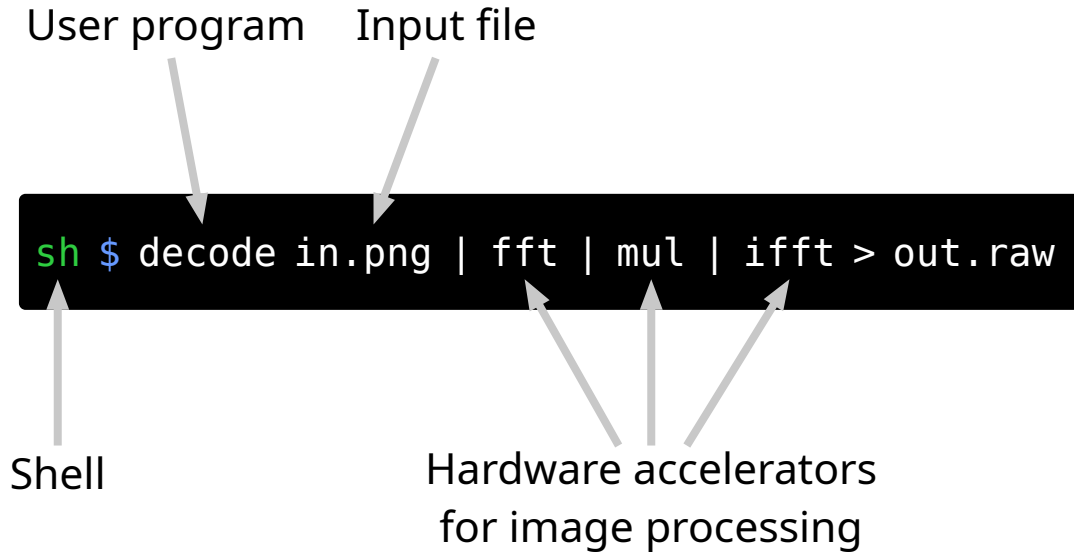 User program
Input file
sh $ decode in.png | fft | mul | ifft > out.raw
Shell
Hardware accelerators
for image processing